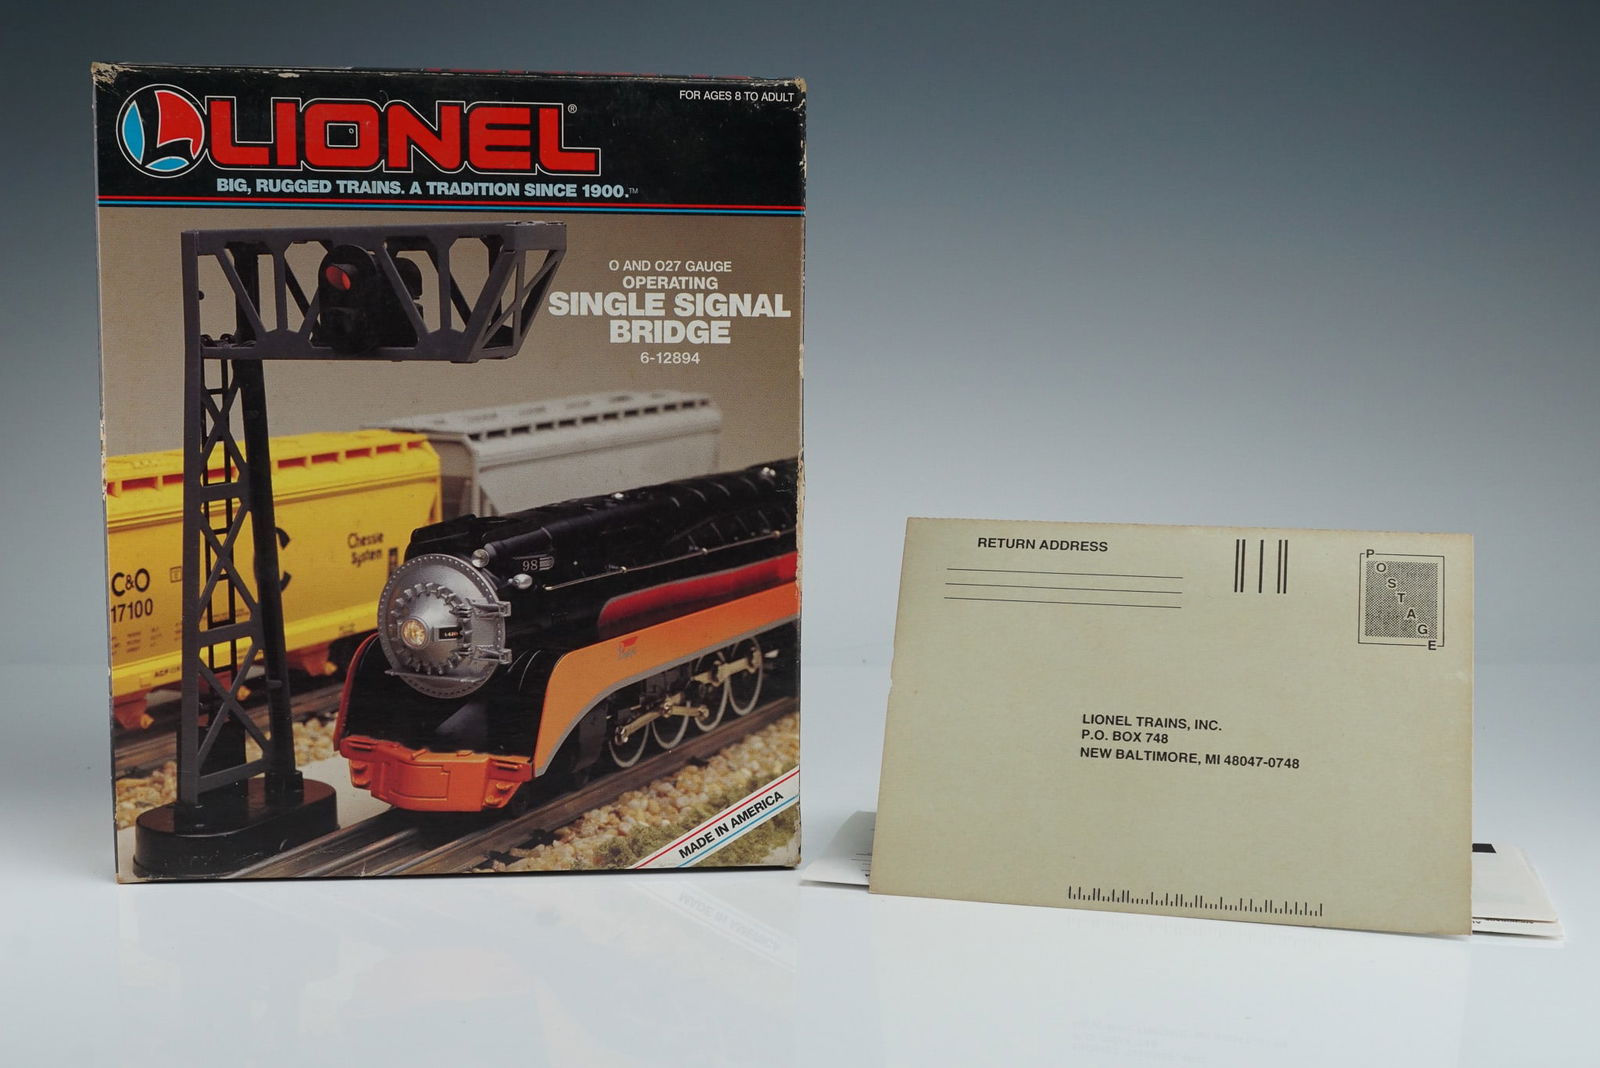 LIONEL®
FOR AGES 8 TO ADULT
BIG, RUGGED TRAINS. A TRADITION SINCE 1900.™
O AND O27 GAUGE
OPERATING
SINGLE SIGNAL
BRIDGE
6-12894
Chessie
System
C&O
17100
98
MADE IN AMERICA
RETURN ADDRESS
POSTAGE
LIONEL TRAINS, INC.
P.O. BOX 748
NEW BALTIMORE, MI 48047-0748